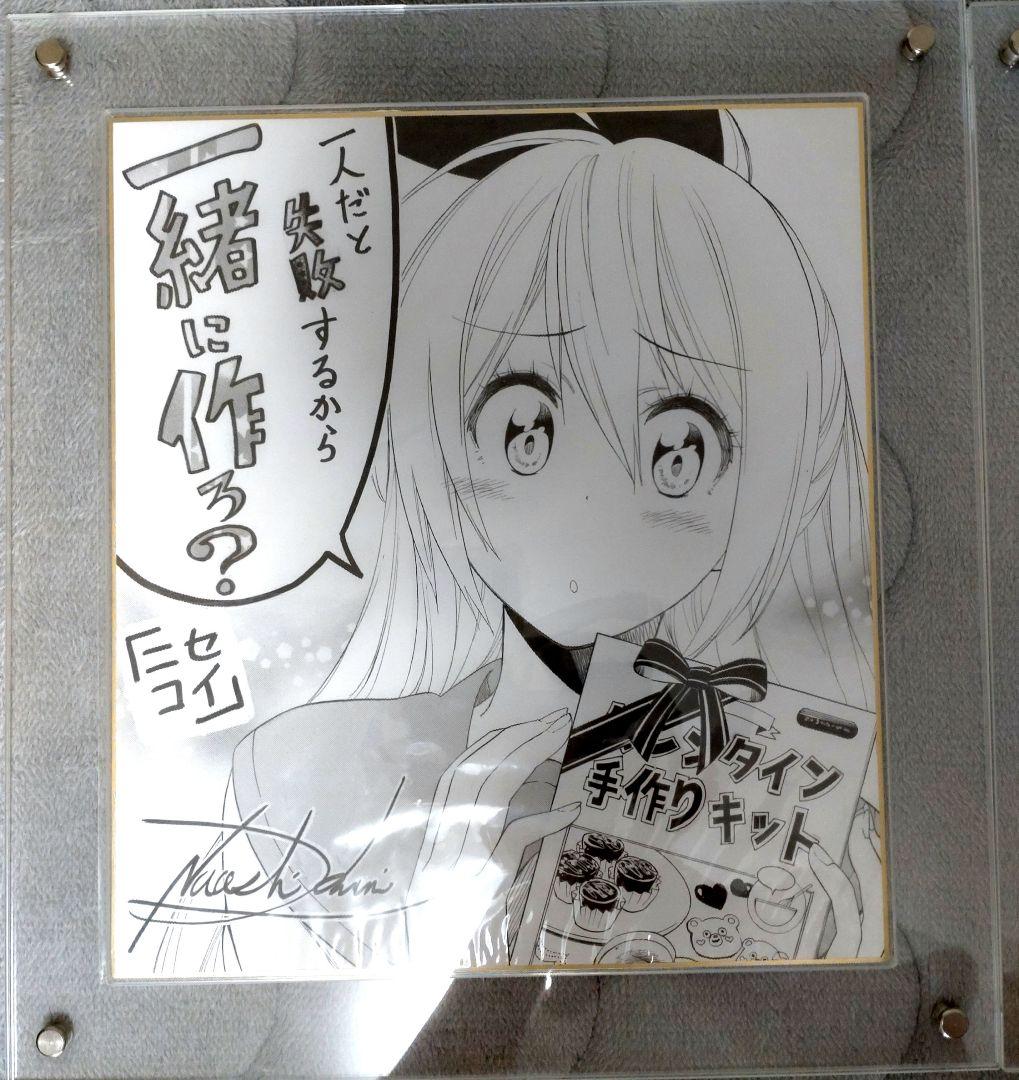 一人だと
失敗するから
一緒に作ろ?
「ニセ
コイ」
タイン
手作りキット